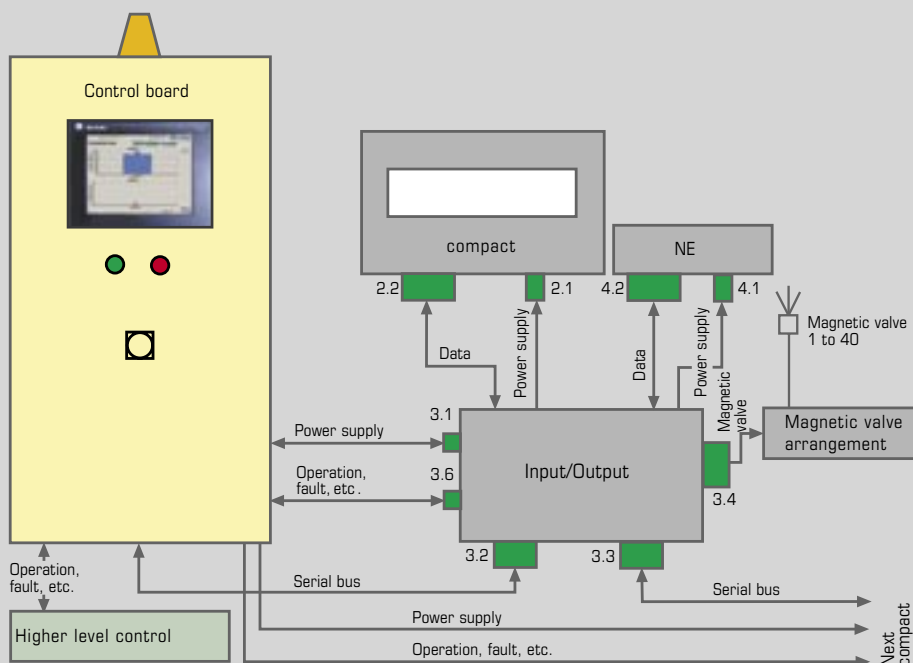 Control board
compact
NE
2.2
2.1
4.2
4.1
Data
Power supply
Data
Power supply
Magnetic
valve
Magnetic valve
1 to 40
Magnetic valve
arrangement
3.1
Power supply
3.6
Operation,
fault, etc.
Input/Output
3.4
3.2
3.3
Operation,
fault, etc.
Serial bus
Serial bus
Higher level control
Power supply
Operation, fault, etc.
Next
compact